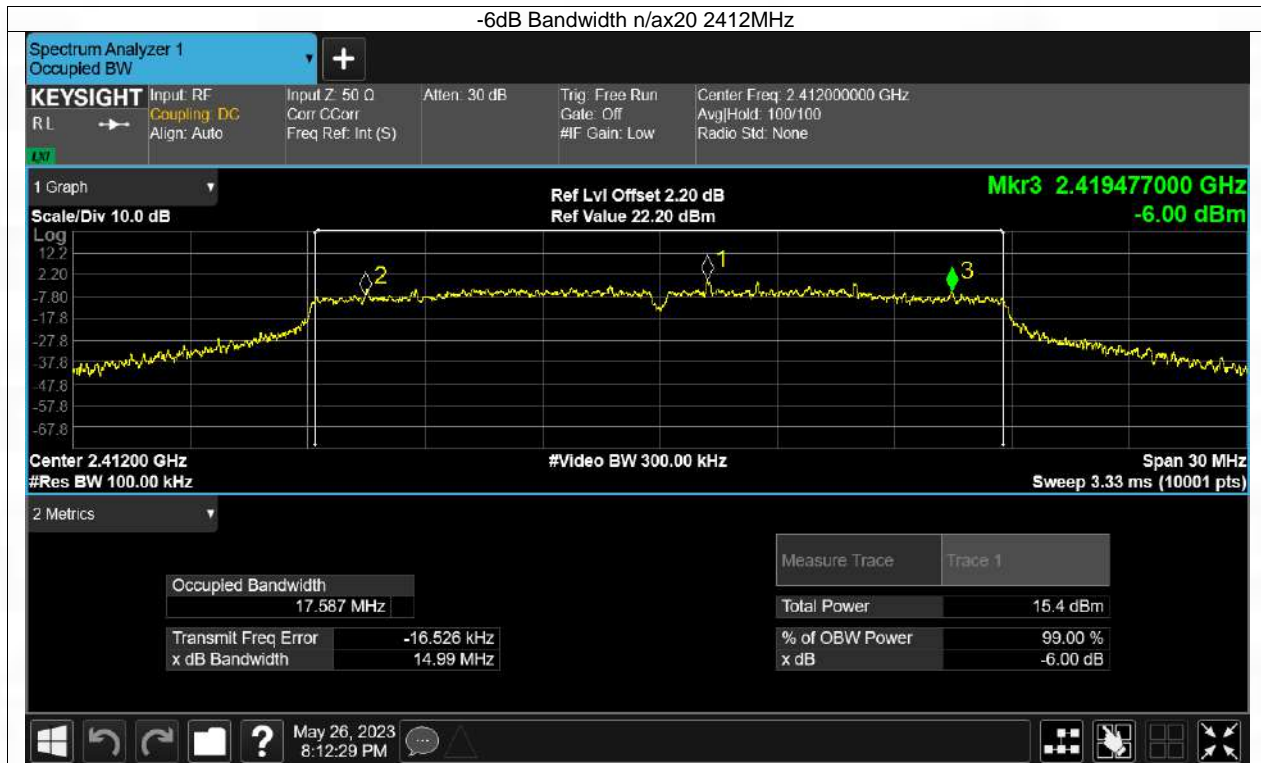 -6dB Bandwidth n/ax20 2412MHz
Spectrum Analyzer 1
Occupied BW
+
KEYSIGHT
RL
LXI
Input: RF
Coupling: DC
Align: Auto
Input Z: 50 Ω
Corr CCorr
Freq Ref: Int (S)
Atten: 30 dB
Trig: Free Run
Gate: Off
#IF Gain: Low
Center Freq: 2.412000000 GHz
Avg|Hold: 100/100
Radio Std: None
1 Graph
Scale/Div 10.0 dB
Ref Lvl Offset 2.20 dB
Ref Value 22.20 dBm
Mkr3 2.419477000 GHz
-6.00 dBm
Log
12.2
2.20
-7.80
-17.8
-27.8
-37.8
-47.8
-57.8
-67.8
2
1
3
Center 2.41200 GHz
#Res BW 100.00 kHz
#Video BW 300.00 kHz
Span 30 MHz
Sweep 3.33 ms (10001 pts)
2 Metrics
Measure Trace Trace 1
Occupied Bandwidth
17.587 MHz
Total Power 15.4 dBm
Transmit Freq Error -16.526 kHz
% of OBW Power 99.00 %
x dB Bandwidth 14.99 MHz
x dB -6.00 dB
?
May 26, 2023
8:12:29 PM